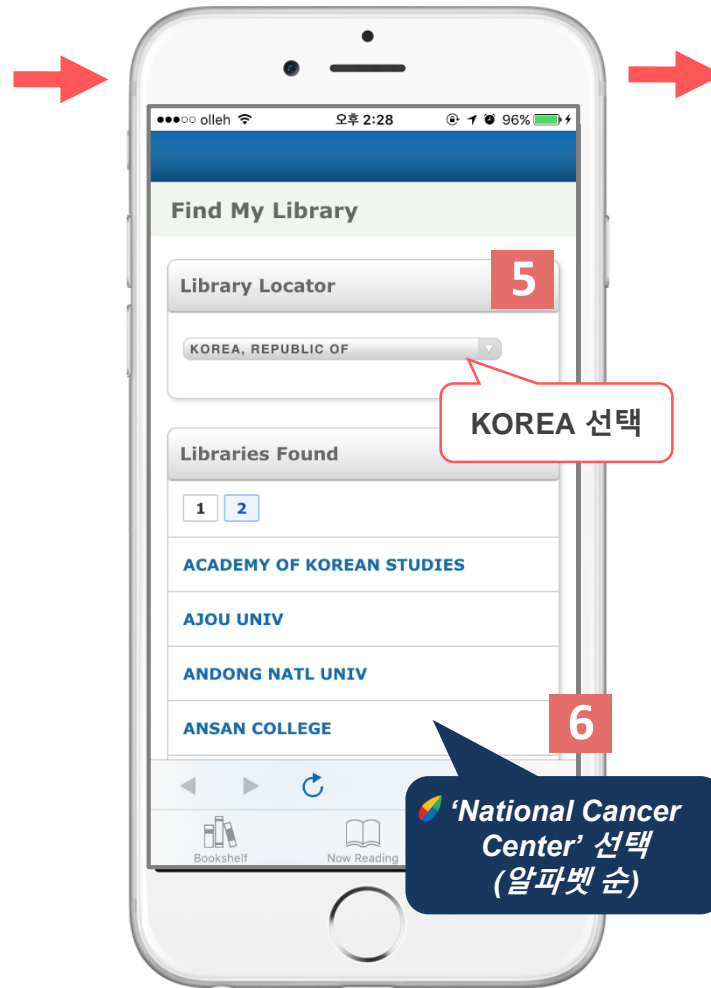 olleh 오후 2:28 96%
Find My Library
Library Locator
5
KOREA, REPUBLIC OF
KOREA 선택
Libraries Found
1 2
ACADEMY OF KOREAN STUDIES
AJOU UNIV
ANDONG NATL UNIV
ANSAN COLLEGE
6
‘National Cancer
Center’ 선택
(알파벳 순)
Bookshelf Now Reading